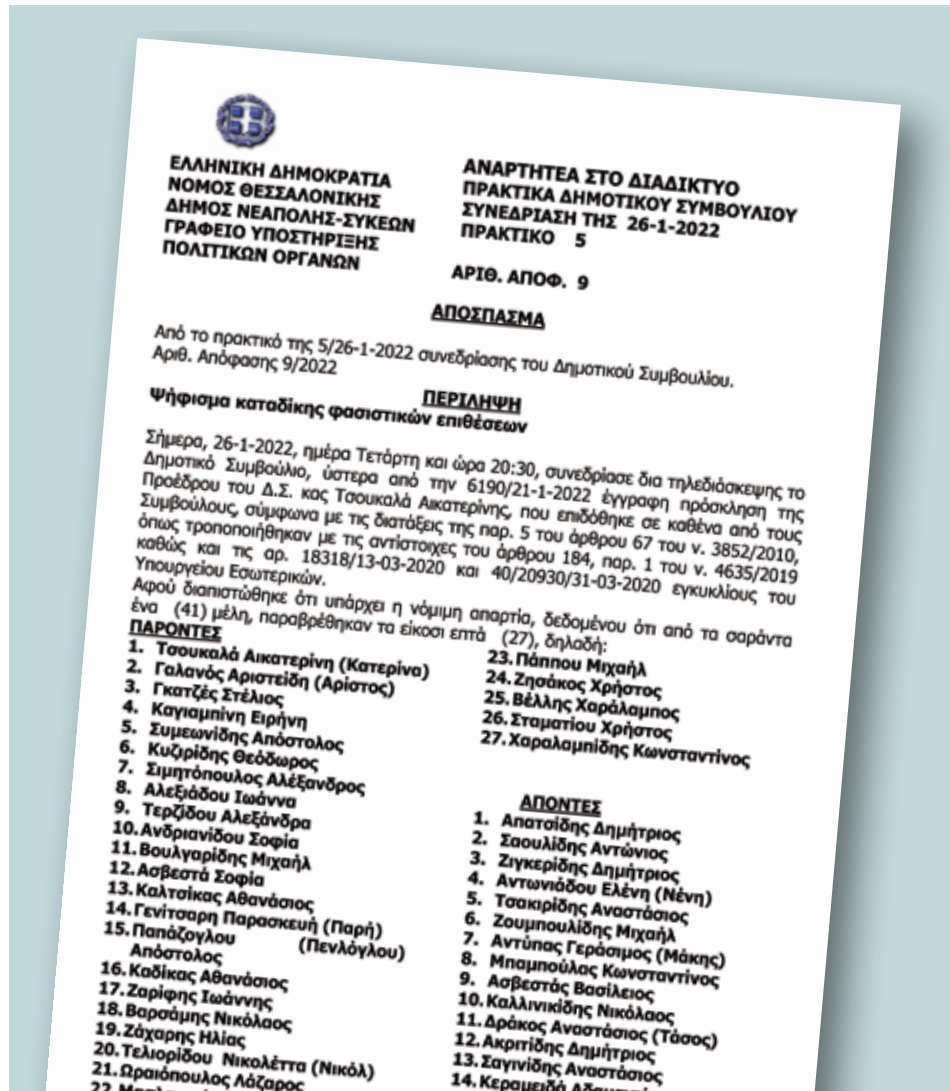 ΕΛΛΗΝΙΚΗ ΔΗΜΟΚΡΑΤΙΑ
ΝΟΜΟΣ ΘΕΣΣΑΛΟΝΙΚΗΣ
ΔΗΜΟΣ ΝΕΑΠΟΛΗΣ-ΣΥΚΕΩΝ
ΓΡΑΦΕΙΟ ΥΠΟΣΤΗΡΙΞΗΣ
ΠΟΛΙΤΙΚΩΝ ΟΡΓΑΝΩΝ
ΑΝΑΡΤΗΤΕΑ ΣΤΟ ΔΙΑΔΙΚΤΥΟ
ΠΡΑΚΤΙΚΑ ΔΗΜΟΤΙΚΟΥ ΣΥΜΒΟΥΛΙΟΥ
ΣΥΝΕΔΡΙΑΣΗ ΤΗΣ 26-1-2022
ΠΡΑΚΤΙΚΟ 5
ΑΡΙΘ. ΑΠΟΦ. 9
ΑΠΟΣΠΑΣΜΑ
Από το πρακτικό της 5/26-1-2022 συνεδρίασης του Δημοτικού Συμβουλίου.
Αριθ. Απόφασης 9/2022
ΠΕΡΙΛΗΨΗ
Ψήφισμα καταδίκης φασιστικών επιθέσεων
Σήμερα, 26-1-2022, ημέρα Τετάρτη και ώρα 20:30, συνεδρίασε δια τηλεδιάσκεψης το
Δημοτικό Συμβούλιο, ύστερα από την 6190/21-1-2022 έγγραφη πρόσκληση της
Προέδρου του Δ.Σ. κας Τσουκαλά Αικατερίνης, που επιδόθηκε σε καθένα από τους
Συμβούλους, σύμφωνα με τις διατάξεις της παρ. 5 του άρθρου 67 του ν. 3852/2010,
όπως τροποποιήθηκαν με τις αντίστοιχες του άρθρου 184, παρ. 1 του ν. 4635/2019
καθώς και τις αρ. 18318/13-03-2020 και 40/20930/31-03-2020 εγκυκλίους του
Υπουργείου Εσωτερικών.
Αφού διαπιστώθηκε ότι υπάρχει η νόμιμη απαρτία, δεδομένου ότι από τα σαράντα
ένα (41) μέλη, παραβρέθηκαν τα είκοσι επτά (27), δηλαδή:
ΠΑΡΟΝΤΕΣ
1. Τσουκαλά Αικατερίνη (Κατερίνα)
2. Γαλανός Αριστείδη (Αρίστος)
3. Γκατζές Στέλιος
4. Καγιαμπίνη Ειρήνη
5. Συμεωνίδης Απόστολος
6. Κυζιρίδης Θεόδωρος
7. Σιμητόπουλος Αλέξανδρος
8. Αλεξιάδου Ιωάννα
9. Τερζίδου Αλεξάνδρα
10. Ανδριανίδου Σοφία
11. Βουλγαρίδης Μιχαήλ
12. Ασβεστά Σοφία
13. Καλτσίκας Αθανάσιος
14. Γενίτσαρη Παρασκευή (Παρή)
15. Παπάζογλου (Πενλόγλου)
Απόστολος
16. Καδίκας Αθανάσιος
17. Ζαρίφης Ιωάννης
18. Βαρσάμης Νικόλαος
19. Ζάχαρης Ηλίας
20. Τελιορίδου Νικολέττα (Νικόλ)
21. Ωραιόπουλος Λάζαρος
22.
23. Πάππου Μιχαήλ
24. Ζησάκος Χρήστος
25. Βέλλης Χαράλαμπος
26. Σταματίου Χρήστος
27. Χαραλαμπίδης Κωνσταντίνος
ΑΠΟΝΤΕΣ
1. Απατσίδης Δημήτριος
2. Σαουλίδης Αντώνιος
3. Ζιγκερίδης Δημήτριος
4. Αντωνιάδου Ελένη (Νένη)
5. Τσακιρίδης Αναστάσιος
6. Ζουμπουλίδης Μιχαήλ
7. Αντύπας Γεράσιμος (Μάκης)
8. Μπαμπούλας Κωνσταντίνος
9. Ασβεστάς Βασίλειος
10. Καλλινικίδης Νικόλαος
11. Δράκος Αναστάσιος (Τάσος)
12. Ακριτίδης Δημήτριος
13. Σαγινίδης Αναστάσιος
14. Κεραμειδά